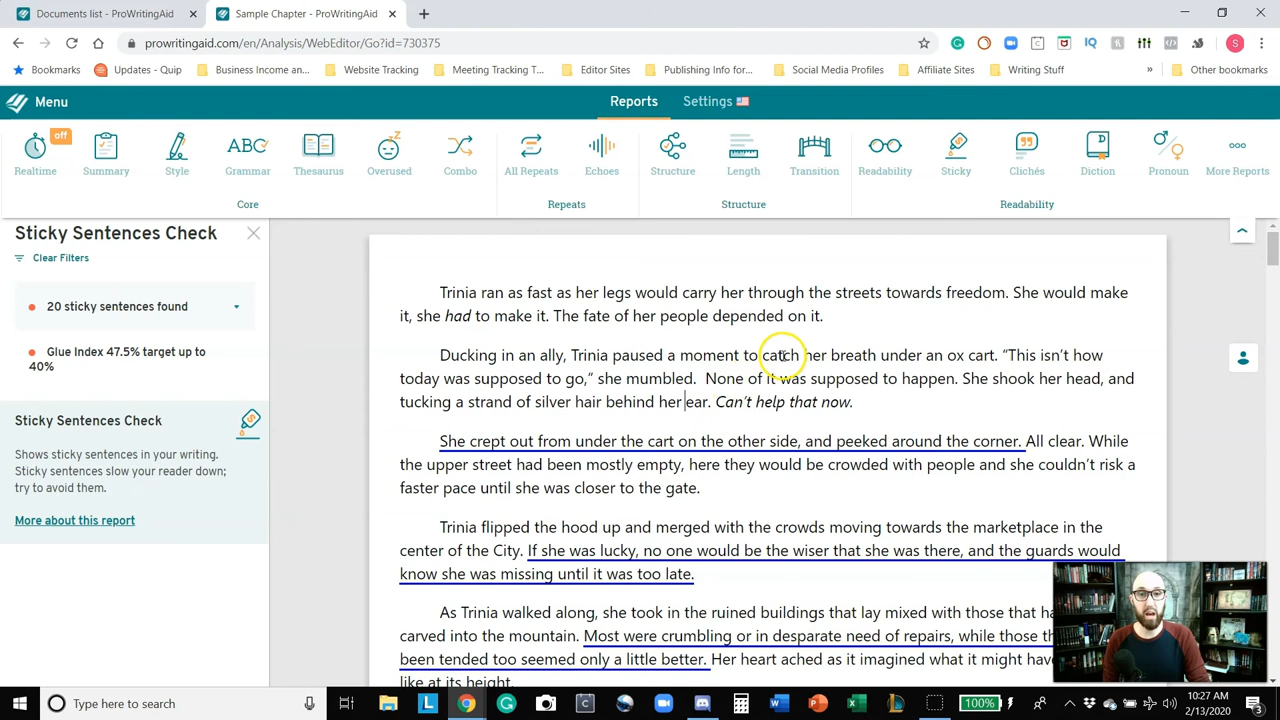 Documents list - ProWritingAid
Sample Chapter - ProWritingAid
prowritingaid.com/en/Analysis/WebEditor/Go?id=730375
S
Bookmarks
Updates - Quip
Business Income an...
Website Tracking
Meeting Tracking T...
Editor Sites
Publishing Info for...
Social Media Profiles
Affiliate Sites
Writing Stuff
»
Other bookmarks
Menu
Reports
Settings
off
Realtime
Summary
Style
ABC
Grammar
Thesaurus
Overused
Combo
All Repeats
Echoes
Structure
Length
Transition
Readability
Sticky
Clichés
Diction
Pronoun
More Reports
Core
Repeats
Structure
Readability
Sticky Sentences Check
Clear Filters
20 sticky sentences found
Glue Index 47.5% target up to
40%
Sticky Sentences Check
Shows sticky sentences in your writing.
Sticky sentences slow your reader down;
try to avoid them.
More about this report
Trinia ran as fast as her legs would carry her through the streets towards freedom. She would make
it, she had to make it. The fate of her people depended on it.
Ducking in an ally, Trinia paused a moment to catch her breath under an ox cart. “This isn’t how
today was supposed to go,” she mumbled.  None of it was supposed to happen. She shook her head, and
tucking a strand of silver hair behind her ear. Can’t help that now.
She crept out from under the cart on the other side, and peeked around the corner. All clear. While
the upper street had been mostly empty, here they would be crowded with people and she couldn’t risk a
faster pace until she was closer to the gate.
Trinia flipped the hood up and merged with the crowds moving towards the marketplace in the
center of the City. If she was lucky, no one would be the wiser that she was there, and the guards would
know she was missing until it was too late.
As Trinia walked along, she took in the ruined buildings that lay mixed with those that ha
carved into the mountain. Most were crumbling or in desperate need of repairs, while those th
been tended too seemed only a little better. Her heart ached as it imagined what it might have
like at its height.
Type here to search
100%
10:27 AM
2/13/2020
3